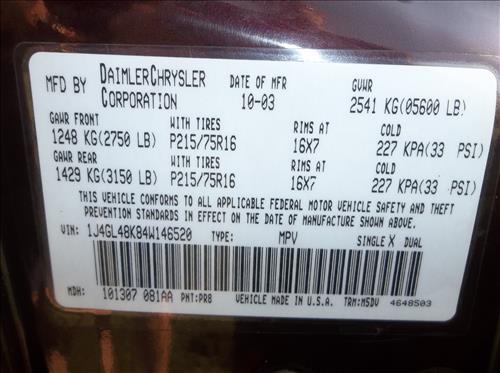 MFD BY DAIMLERCHRYSLER CORPORATION DATE OF MFR 10-03 GVWR 2541 KG(05600 LB)
GAWR FRONT WITH TIRES RIMS AT COLD
1248 KG(2750 LB) P215/75R16 16X7 227 KPA(33 PSI)
GAWR REAR WITH TIRES RIMS AT COLD
1429 KG(3150 LB) P215/75R16 16X7 227 KPA(33 PSI)
THIS VEHICLE CONFORMS TO ALL APPLICABLE FEDERAL MOTOR VEHICLE SAFETY AND THEFT
PREVENTION STANDARDS IN EFFECT ON THE DATE OF MANUFACTURE SHOWN ABOVE.
VIN: 1J4GL48K84W146520 TYPE: MPV SINGLE X DUAL
MDH: 101307 081AA PNT:PR8 VEHICLE MADE IN U.S.A. TRM:M5DV 4648503